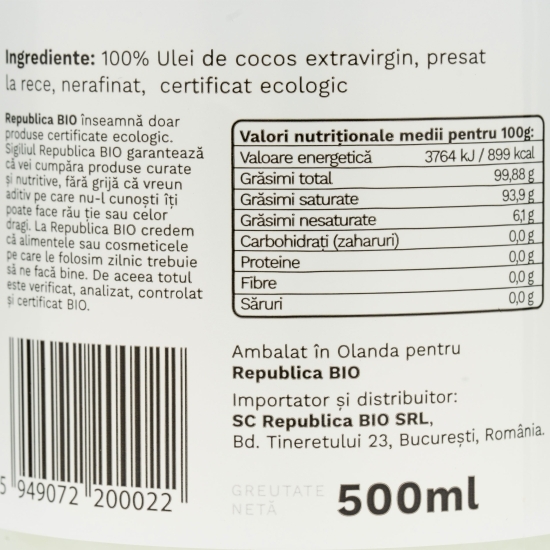 Ingrediente: 100% Ulei de cocos extravirgin, presat
la rece, nerafinat, certificat ecologic
Republica BIO înseamnă doar
produse certificate ecologic.
Sigiliul Republica BIO garantează
că vei cumpăra produse curate
și nutritive, fără grijă că vreun
aditiv pe care nu-l cunoști îți
poate face rău ție sau celor
dragi. La Republica BIO credem
că alimentele sau cosmeticele
pe care le folosim zilnic trebuie
să ne facă bine. De aceea totul
este verificat, analizat, controlat
și certificat BIO.
Valori nutriționale medii pentru 100g:
Valoare energetică 3764 kJ / 899 kcal
Grăsimi total 99,88 g
Grăsimi saturate 93,9 g
Grăsimi nesaturate 6,1 g
Carbohidrați (zaharuri) 0,0 g
Proteine 0,0 g
Fibre 0,0 g
Săruri 0,0 g
Ambalat în Olanda pentru
Republica BIO
Importator și distribuitor:
SC Republica BIO SRL,
Bd. Tineretului 23, București, România.
5 949072 200022
GREUTATE
NETĂ
500ml